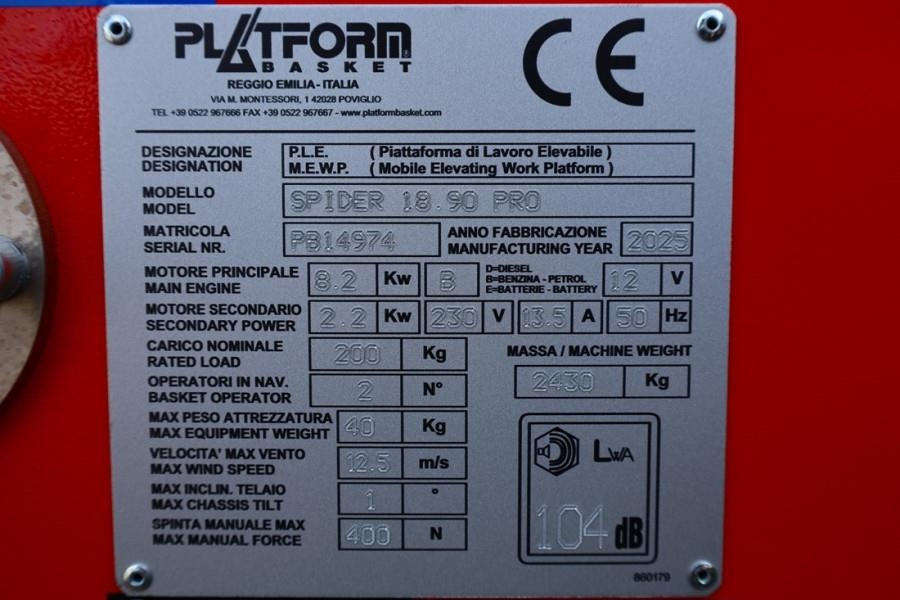 PLATFORM
BASKET
CE
REGGIO EMILIA - ITALIA
VIA M. MONTESSORI, 1 42028 POVIGLIO
TEL +39 0522 967666 FAX +39 0522 967667 - www.platformbasket.com
DESIGNAZIONE P.L.E. ( Piattaforma di Lavoro Elevabile )
DESIGNATION M.E.W.P. ( Mobile Elevating Work Platform )
MODELLO
MODEL SPIDER 18.90 PRO
MATRICOLA
SERIAL NR. PB14974
ANNO FABBRICAZIONE
MANUFACTURING YEAR 2025
MOTORE PRINCIPALE
MAIN ENGINE 8.2 Kw B
D=DIESEL
B=BENZINA - PETROL
E=BATTERIE - BATTERY
12 V
MOTORE SECONDARIO
SECONDARY POWER 2.2 Kw 230 V 13.5 A 50 Hz
CARICO NOMINALE
RATED LOAD 200 Kg
MASSA / MACHINE WEIGHT
2430 Kg
OPERATORI IN NAV.
BASKET OPERATOR 2 N°
MAX PESO ATTREZZATURA
MAX EQUIPMENT WEIGHT 40 Kg
VELOCITA' MAX VENTO
MAX WIND SPEED 12.5 m/s
MAX INCLIN. TELAIO
MAX CHASSIS TILT 1 °
SPINTA MANUALE MAX
MAX MANUAL FORCE 400 N
LWA
104 dB
860179